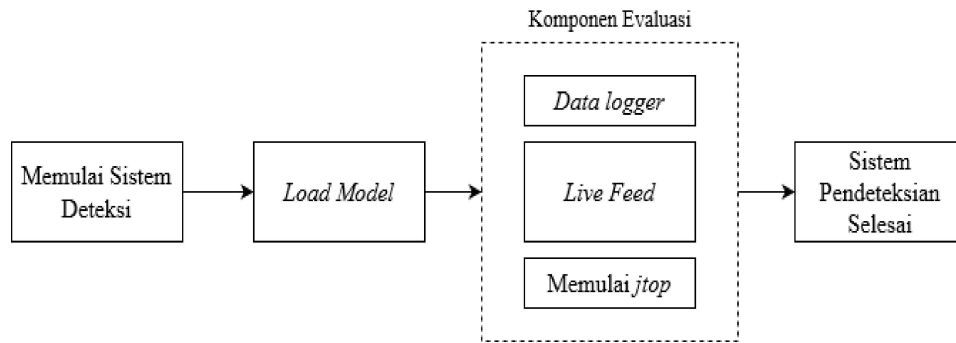 Komponen Evaluasi
Memulai Sistem
Deteksi
Load Model
Data logger
Live Feed
Memulai jtop
Sistem
Pendeteksian
Selesai